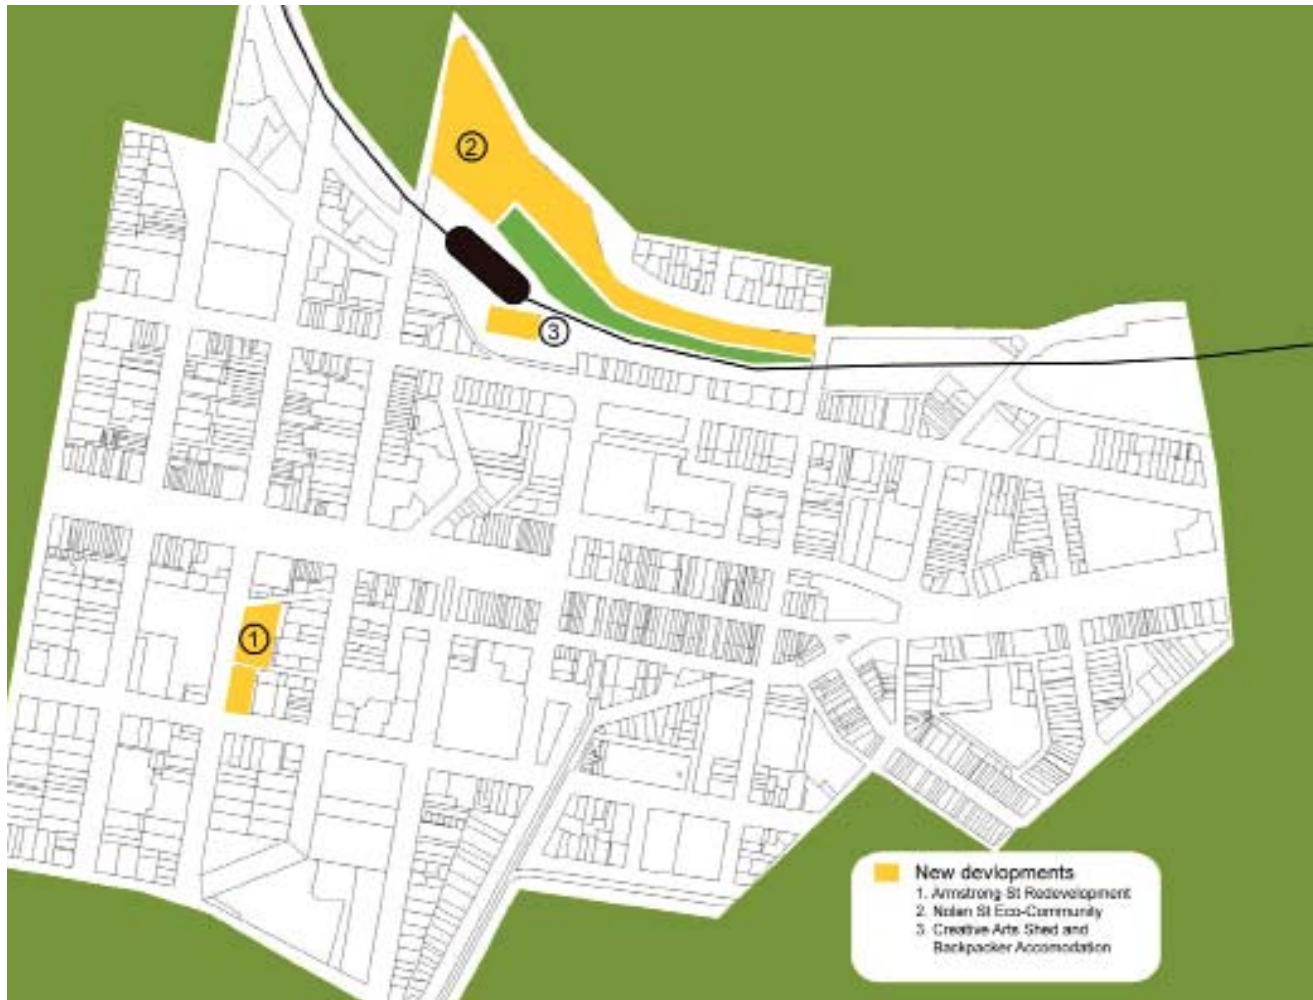 2
3
1
New devlopments
1. Armstrong St Redevelopment
2. Nolan St Eco-Community
3. Creative Arts Shed and
Backpacker Accomodation